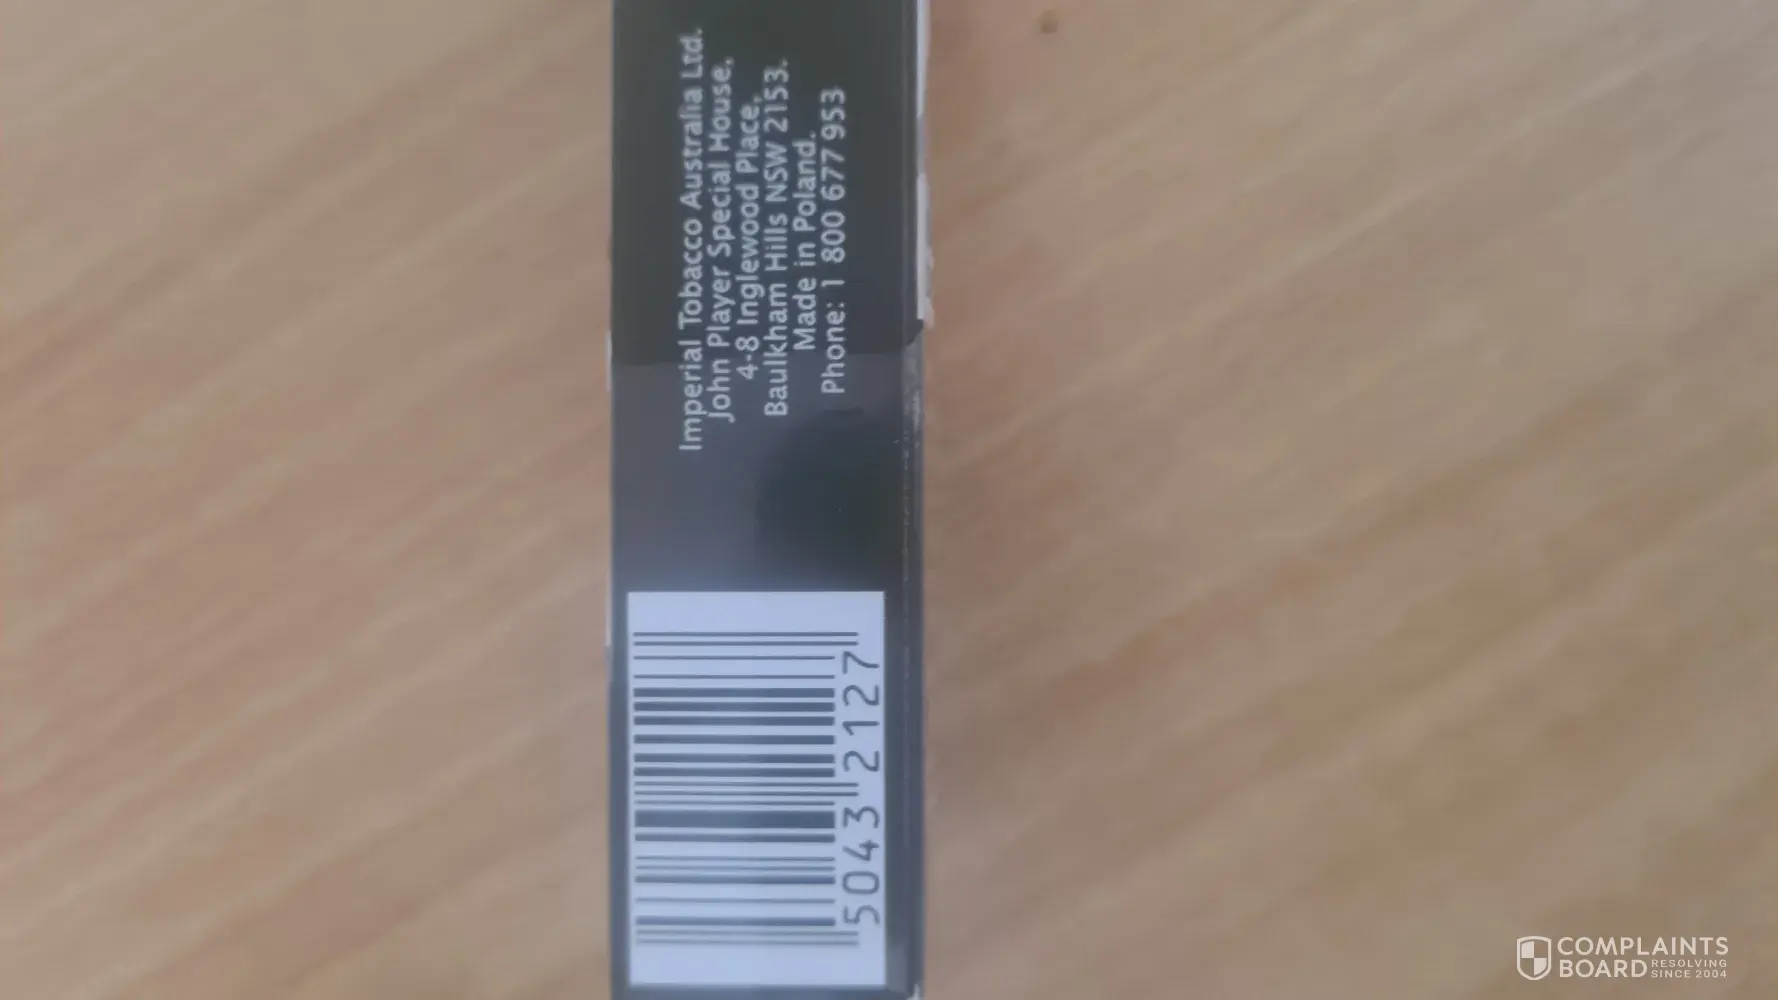 Imperial Tobacco Australia Ltd.
John Player Special House,
4-8 Inglewood Place,
Baulkham Hills NSW 2153.
Made in Poland.
Phone: 1 800 677 953
5043 2127
COMPLAINTS
BOARD RESOLVING
SINCE 2004